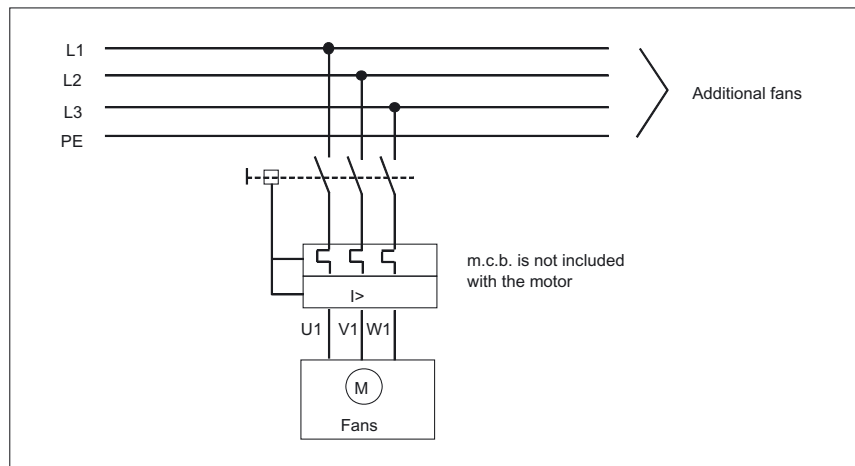 L1
L2
L3
PE
Additional fans
m.c.b. is not included
with the motor
I>
U1 V1 W1
M
Fans